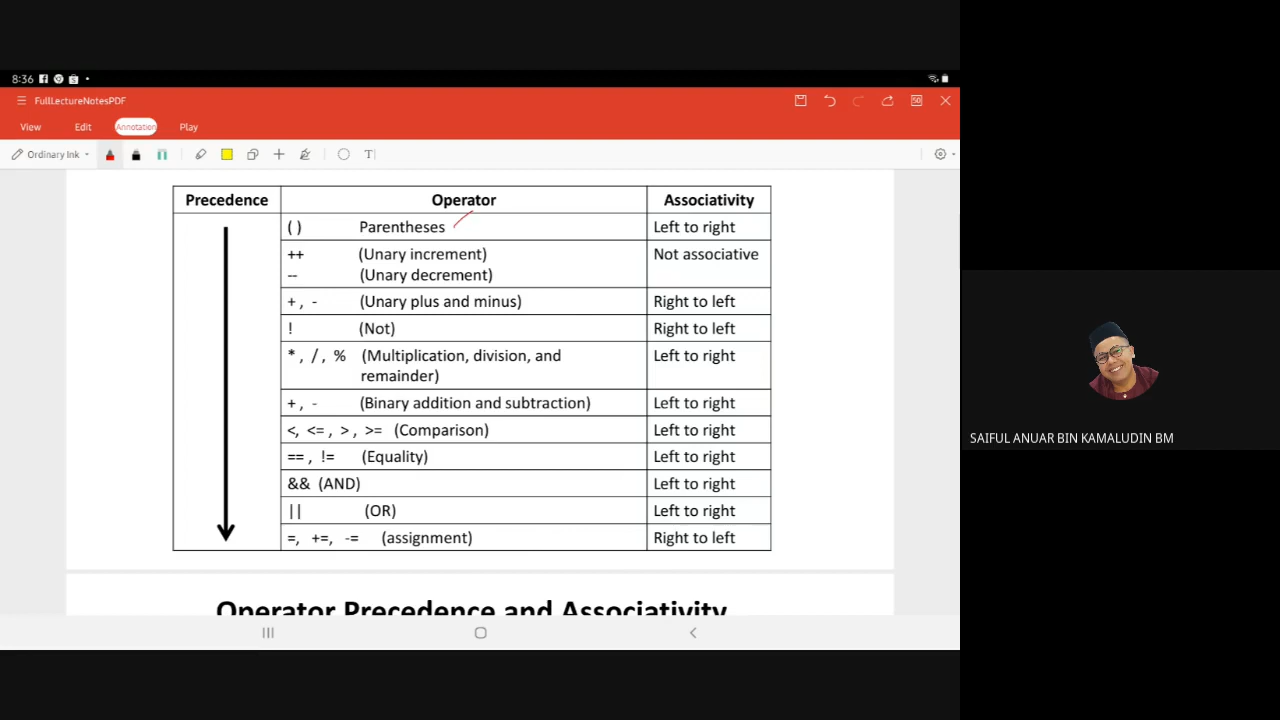 8:36
FullLectureNotesPDF
50
View Edit Annotation Play
Ordinary Ink T
Precedence Operator Associativity
( ) Parentheses Left to right
++ (Unary increment) Not associative
-- (Unary decrement)
+ , - (Unary plus and minus) Right to left
! (Not) Right to left
* , / , % (Multiplication, division, and Left to right
remainder)
+ , - (Binary addition and subtraction) Left to right
<, <= , > , >= (Comparison) Left to right
== , != (Equality) Left to right
&& (AND) Left to right
|| (OR) Left to right
=, +=, -= (assignment) Right to left
Operator Precedence and Associativity
SAIFUL ANUAR BIN KAMALUDIN BM